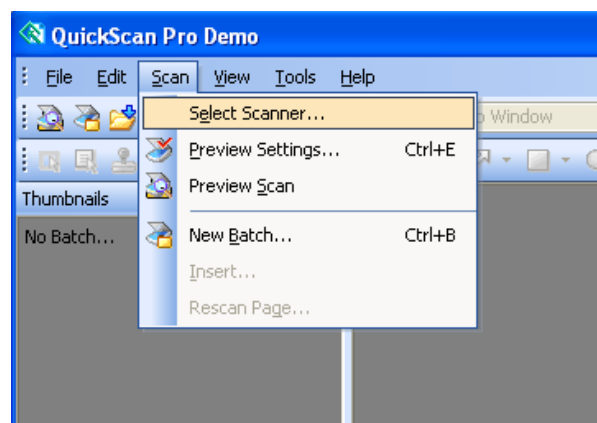 QuickScan Pro Demo
File Edit Scan View Tools Help
Select Scanner...
Window
Preview Settings... Ctrl+E
Preview Scan
Thumbnails
No Batch...
New Batch... Ctrl+B
Insert...
Rescan Page...